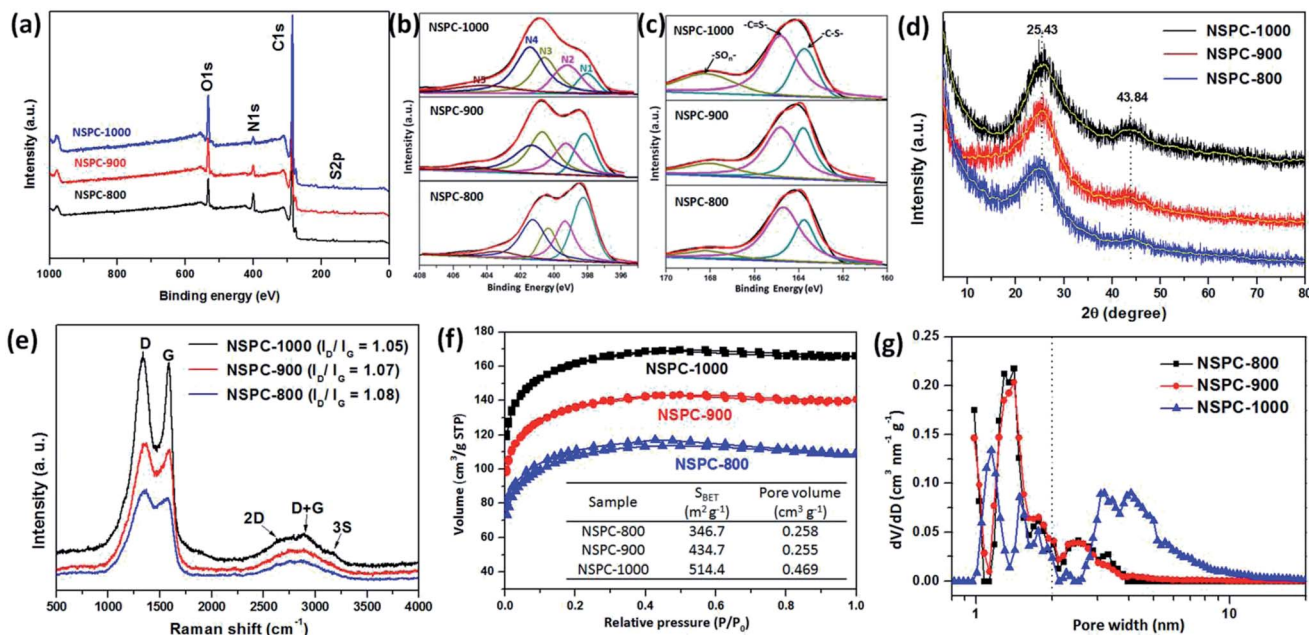 (a)
C1s
O1s
N1s
S2p
NSPC-1000
NSPC-900
NSPC-800
Intensity (a.u.)
1000 800 600 400 200 0
Binding energy (eV)
(b)
NSPC-1000
N5 N4 N3 N2 N1
NSPC-900
NSPC-800
Intensity (a.u.)
408 404 401 398 395
Binding Energy (eV)
(c)
NSPC-1000
-C=S-
-C-S-
-SOn-
NSPC-900
NSPC-800
Intensity (a.u.)
170 168 166 164 162 160
Binding Energy (eV)
(d)
25.43
43.84
NSPC-1000
NSPC-900
NSPC-800
Intensity (a.u.)
10 20 30 40 50 60 70 80
2θ (degree)
(e)
D
G
NSPC-1000 (ID/ IG = 1.05)
NSPC-900 (ID/ IG = 1.07)
NSPC-800 (ID/ IG = 1.08)
2D
D+G
3S
Intensity (a. u.)
500 1000 1500 2000 2500 3000 3500 4000
Raman shift (cm-1)
(f)
180
160
140
120
100
80
60
40
Volume (cm3/g STP)
NSPC-1000
NSPC-900
NSPC-800
Sample SBET (m2 g-1) Pore volume (cm3 g-1)
NSPC-800 346.7 0.258
NSPC-900 434.7 0.255
NSPC-1000 514.4 0.469
0.0 0.2 0.4 0.6 0.8 1.0
Relative pressure (P/P0)
(g)
NSPC-800
NSPC-900
NSPC-1000
0.25
0.20
0.15
0.10
0.05
0.00
dV/dD (cm3 nm-1 g-1)
1 10
Pore width (nm)